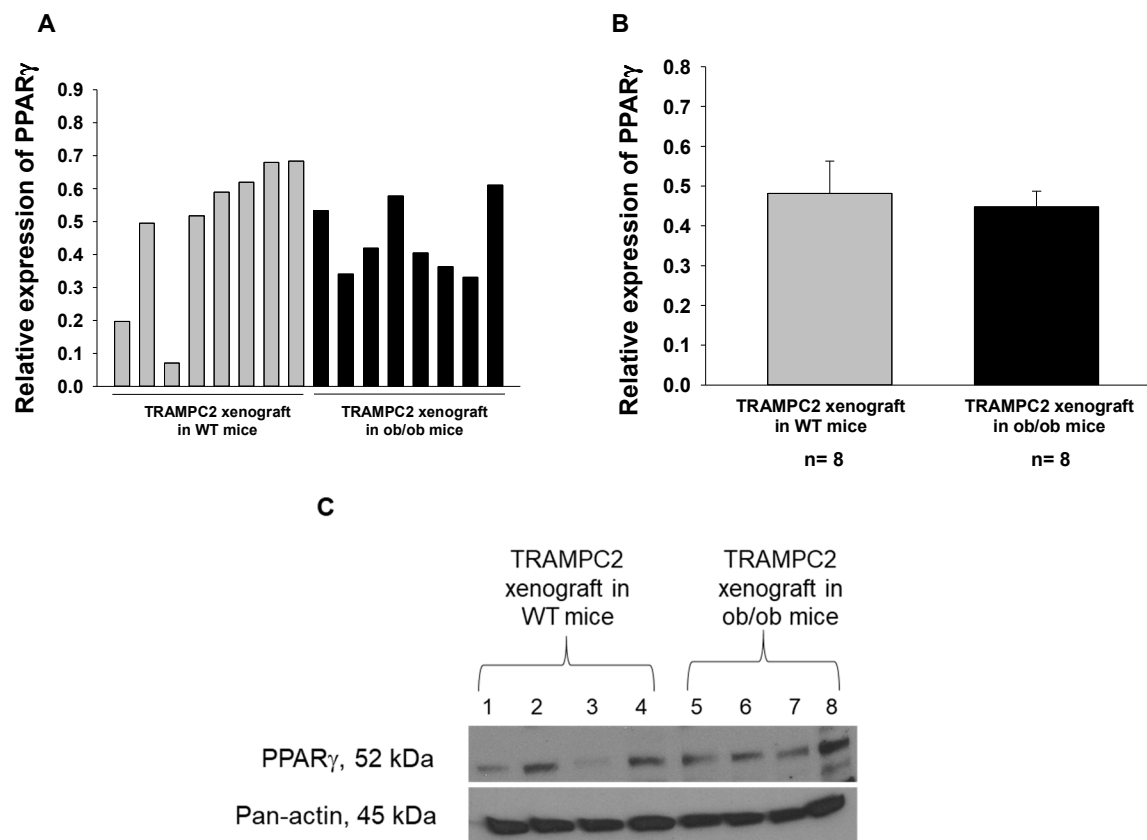 A
Relative expression of PPARγ
0.9
0.8
0.7
0.6
0.5
0.4
0.3
0.2
0.1
0.0
TRAMPC2 xenograft
in WT mice
TRAMPC2 xenograft
in ob/ob mice
B
Relative expression of PPARγ
0.8
0.7
0.6
0.5
0.4
0.3
0.2
0.1
0.0
TRAMPC2 xenograft
in WT mice
n= 8
TRAMPC2 xenograft
in ob/ob mice
n= 8
C
TRAMPC2
xenograft in
WT mice
TRAMPC2
xenograft in
ob/ob mice
1 2 3 4 5 6 7 8
PPARγ, 52 kDa
Pan-actin, 45 kDa